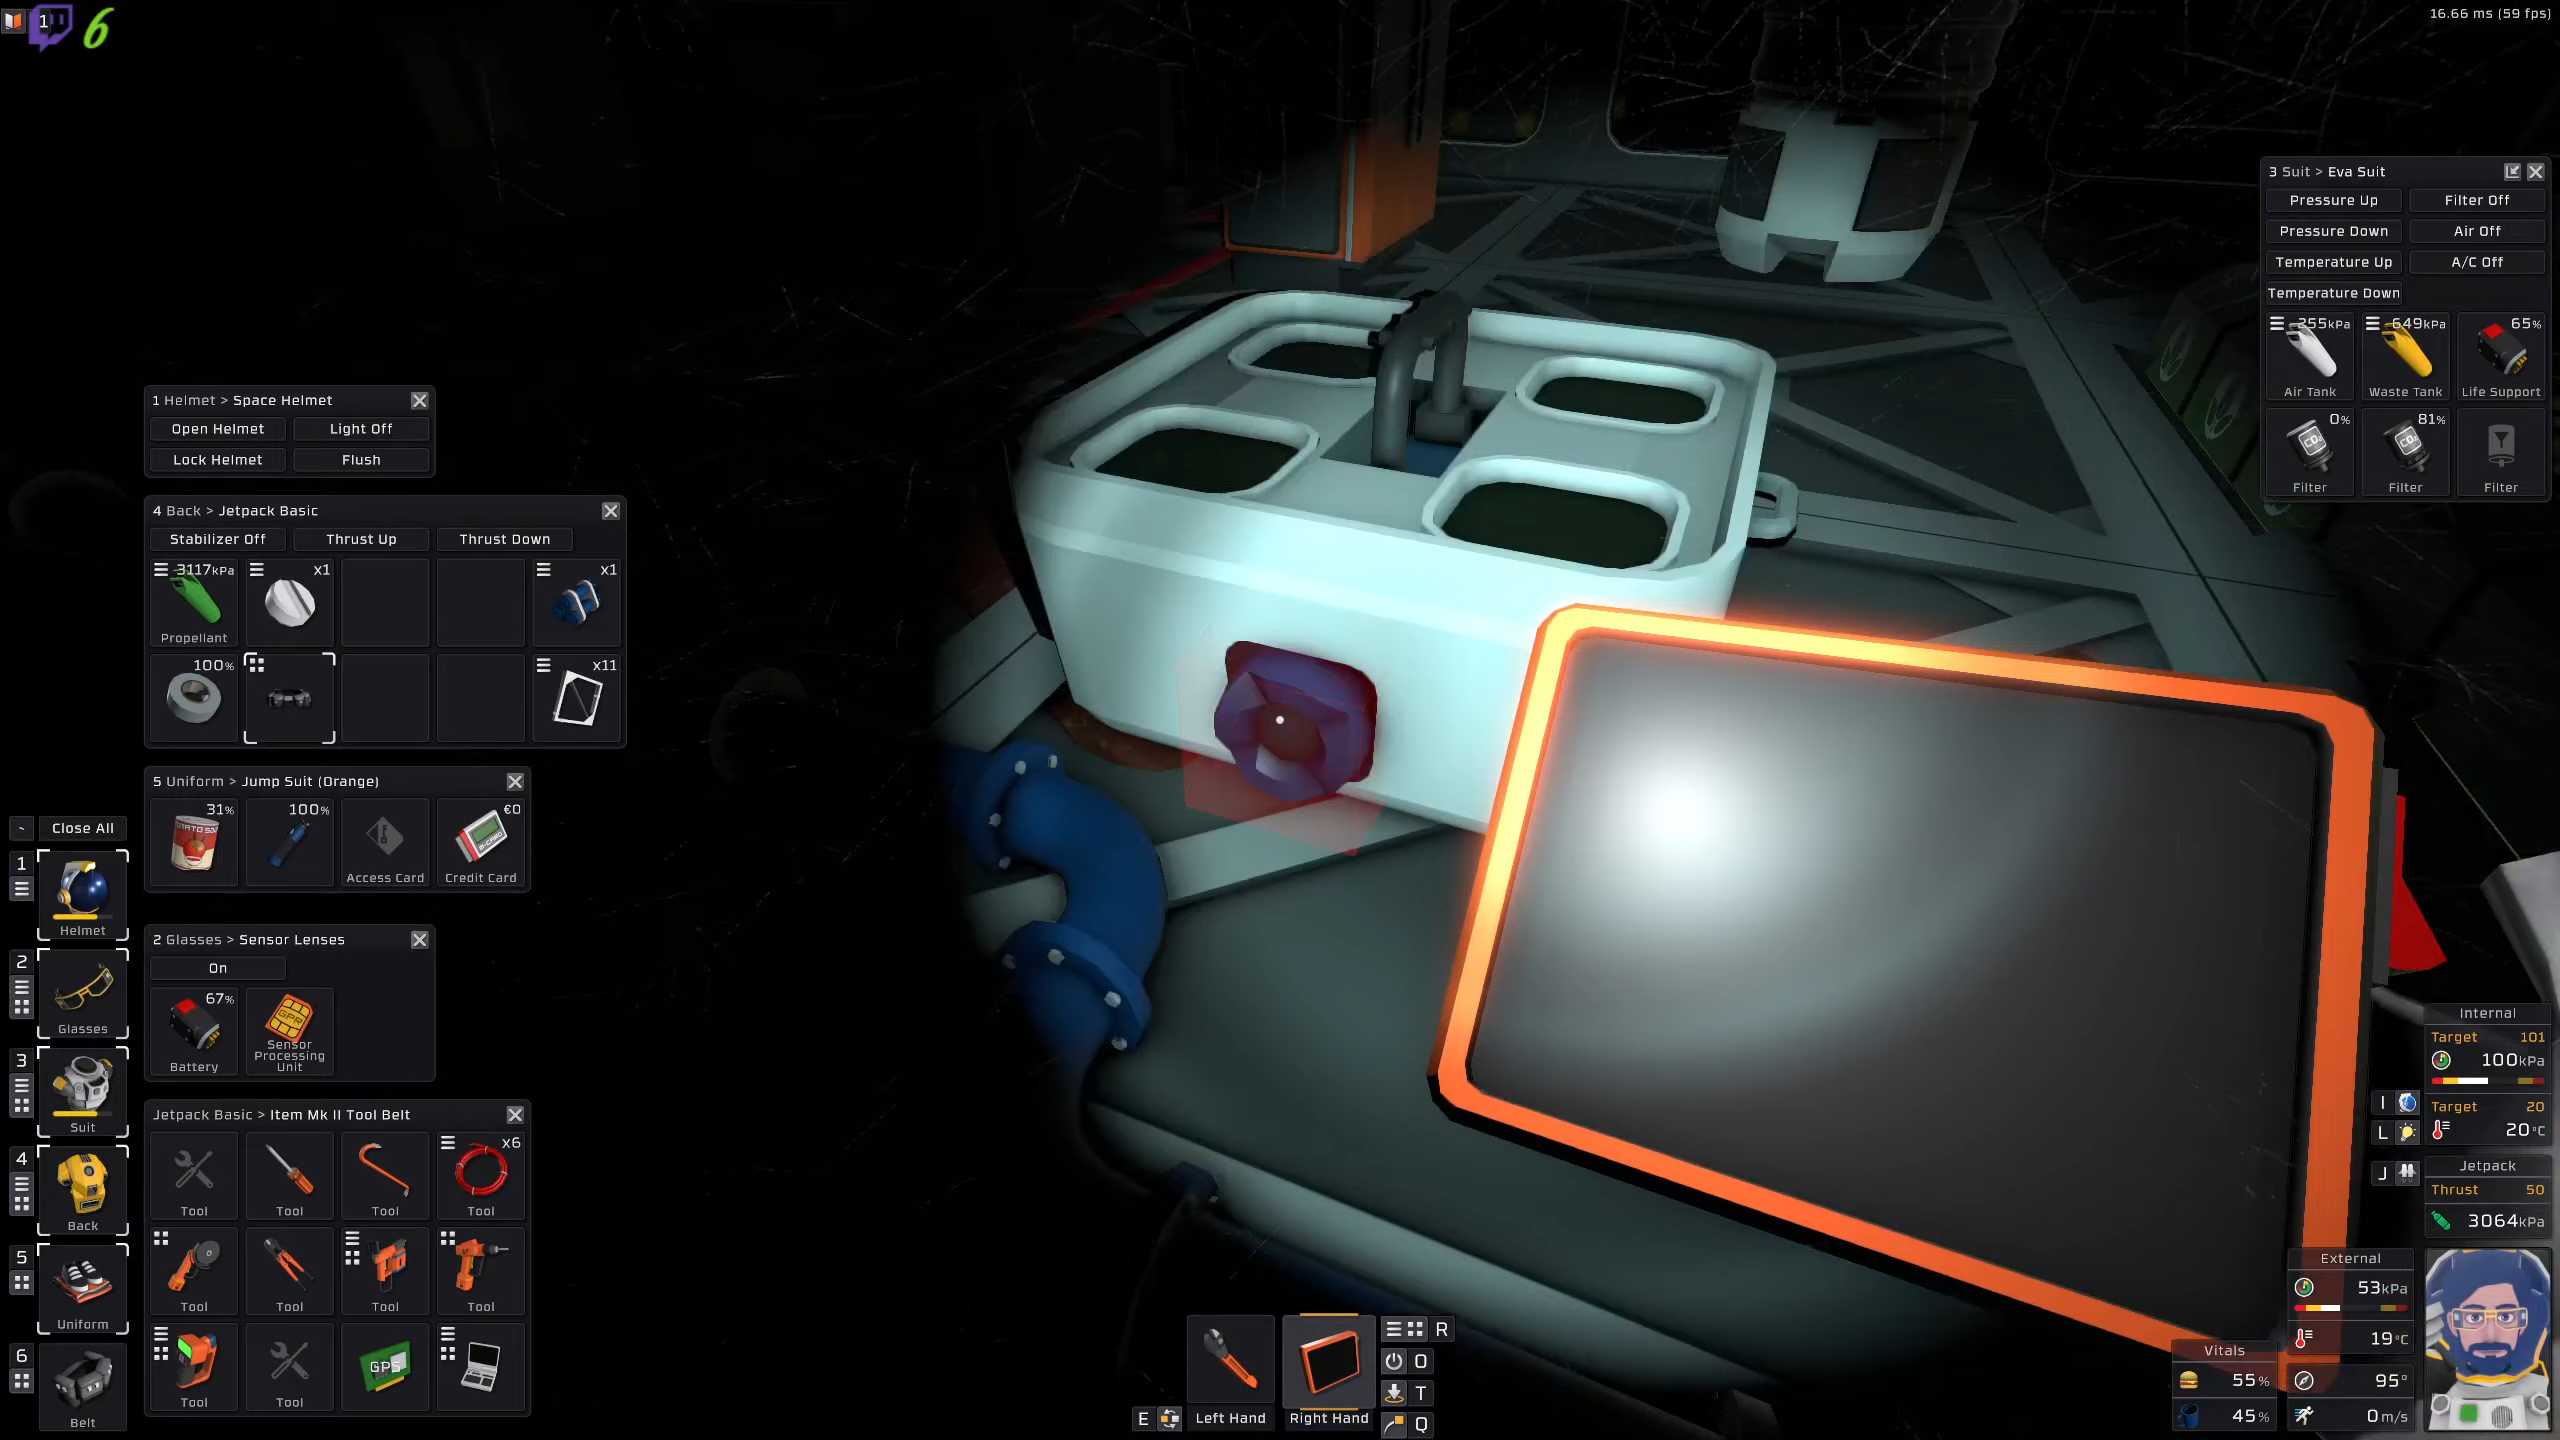 1
6
16.66 ms (59 fps)
3 Suit > Eva Suit
Pressure Up
Filter Off
Pressure Down
Air Off
Temperature Up
A/C Off
Temperature Down
255kPa
649kPa
65%
Air Tank
Waste Tank
Life Support
0%
81%
CO₂
CO₂
Filter
Filter
Filter
1 Helmet > Space Helmet
Open Helmet
Light Off
Lock Helmet
Flush
4 Back > Jetpack Basic
Stabilizer Off
Thrust Up
Thrust Down
3117kPa
x1
x1
Propellant
100%
x11
5 Uniform > Jump Suit (Orange)
31%
100%
€0
Access Card
Credit Card
2 Glasses > Sensor Lenses
On
67%
GPR
Battery
Sensor
Processing
Unit
Jetpack Basic > Item Mk II Tool Belt
x6
Tool
Tool
Tool
Tool
Tool
Tool
Tool
Tool
GPS
Tool
Tool
~
Close All
1
Helmet
2
Glasses
3
Suit
4
Back
5
Uniform
6
Belt
E
Left Hand
Right Hand
R
O
T
Q
Internal
Target 101
100kPa
Target 20
20°C
I
L
J
Jetpack
Thrust 50
3064kPa
External
53kPa
19°C
95°
0m/s
Vitals
55%
45%